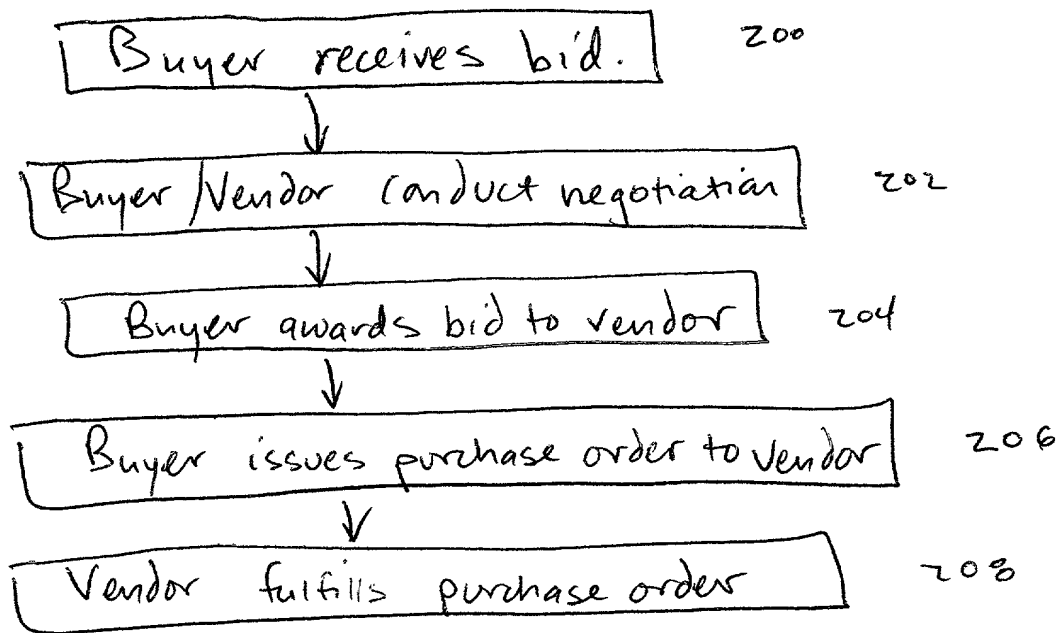 Buyer receives bid. 200
Buyer/Vendor conduct negotiation 202
Buyer awards bid to vendor 204
Buyer issues purchase order to vendor 206
Vendor fulfills purchase order 208